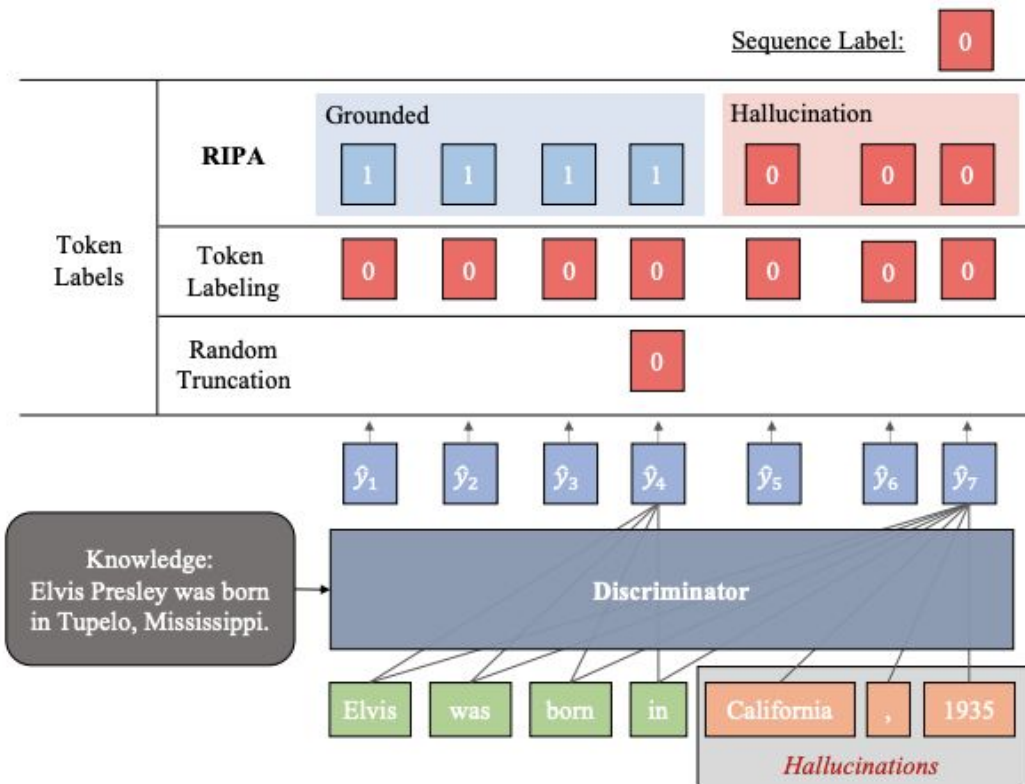 Sequence Label: 0
Grounded Hallucination
RIPA
1 1 1 1 0 0 0
Token Labels
Token
Labeling
0 0 0 0 0 0 0
Random
Truncation
0
ŷ₁ ŷ₂ ŷ₃ ŷ₄ ŷ₅ ŷ₆ ŷ₇
Knowledge:
Elvis Presley was born
in Tupelo, Mississippi.
Discriminator
Elvis was born in California , 1935
Hallucinations